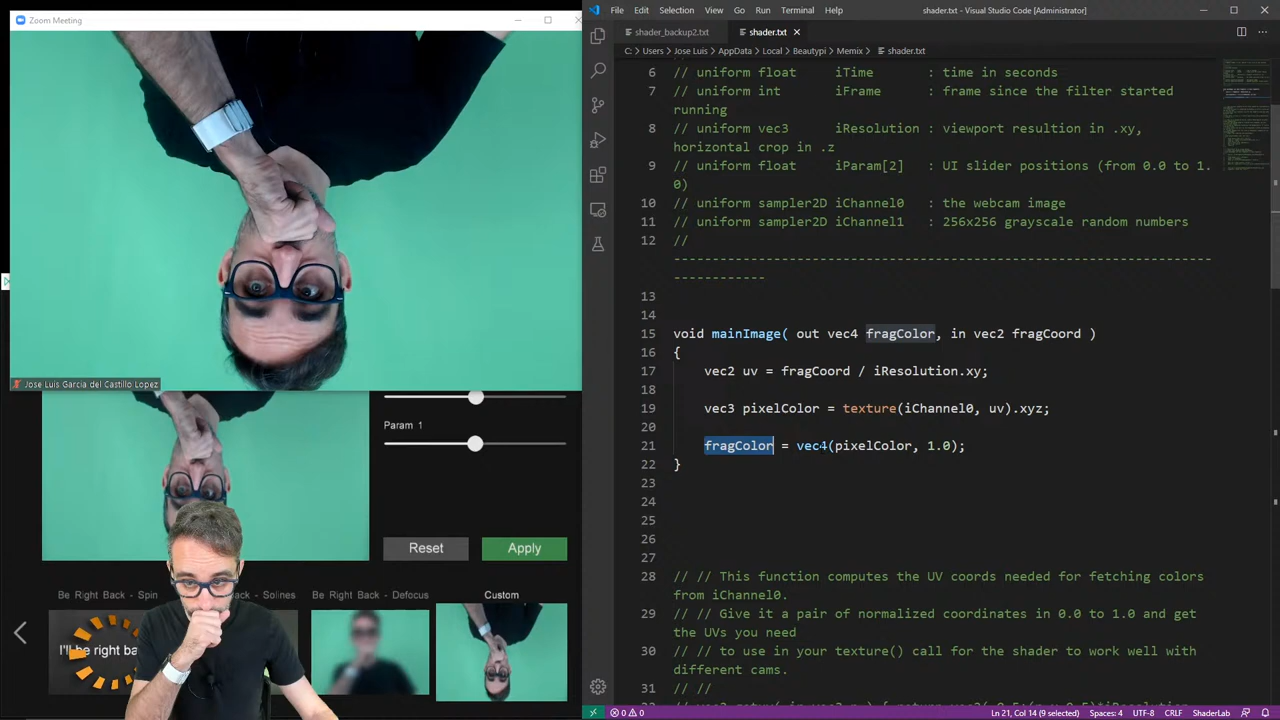 Zoom Meeting
Jose Luis Garcia del Castillo Lopez
Param 1
Reset
Apply
Be Right Back - Spin
Be Right Back - Defocus
Custom
I'll be right ba
File Edit Selection View Go Run Terminal Help
shader.txt - Visual Studio Code [Administrator]
shader_backup2.txt
shader.txt
C: > Users > Jose Luis > AppData > Local > Beautypi > Memix > shader.txt
6 // uniform float iTime : time in seconds
7 // uniform int iFrame : frame since the filter started
running
8 // uniform vec3 iResolution : viewport resultion in .xy,
horizontal crop in .z
9 // uniform float iParam[2] : UI slider positions (from 0.0 to 1.
0)
10 // uniform sampler2D iChannel0 : the webcam image
11 // uniform sampler2D iChannel1 : 256x256 grayscale random numbers
12 //
----------------------------------------------------------------------
-------------
13
14
15 void mainImage( out vec4 fragColor, in vec2 fragCoord )
16 {
17 vec2 uv = fragCoord / iResolution.xy;
18
19 vec3 pixelColor = texture(iChannel0, uv).xyz;
20
21 fragColor = vec4(pixelColor, 1.0);
22 }
23
24
25
26
27
28 // // This function computes the UV coords needed for fetching colors
from iChannel0.
29 // // Give it a pair of normalized coordinates in 0.0 to 1.0 and get
the UVs you need
30 // // to use in your texture() call for the shader to work well with
different cams.
31 // //
0 0
Ln 21, Col 14 (9 selected) Spaces: 4 UTF-8 CRLF ShaderLab